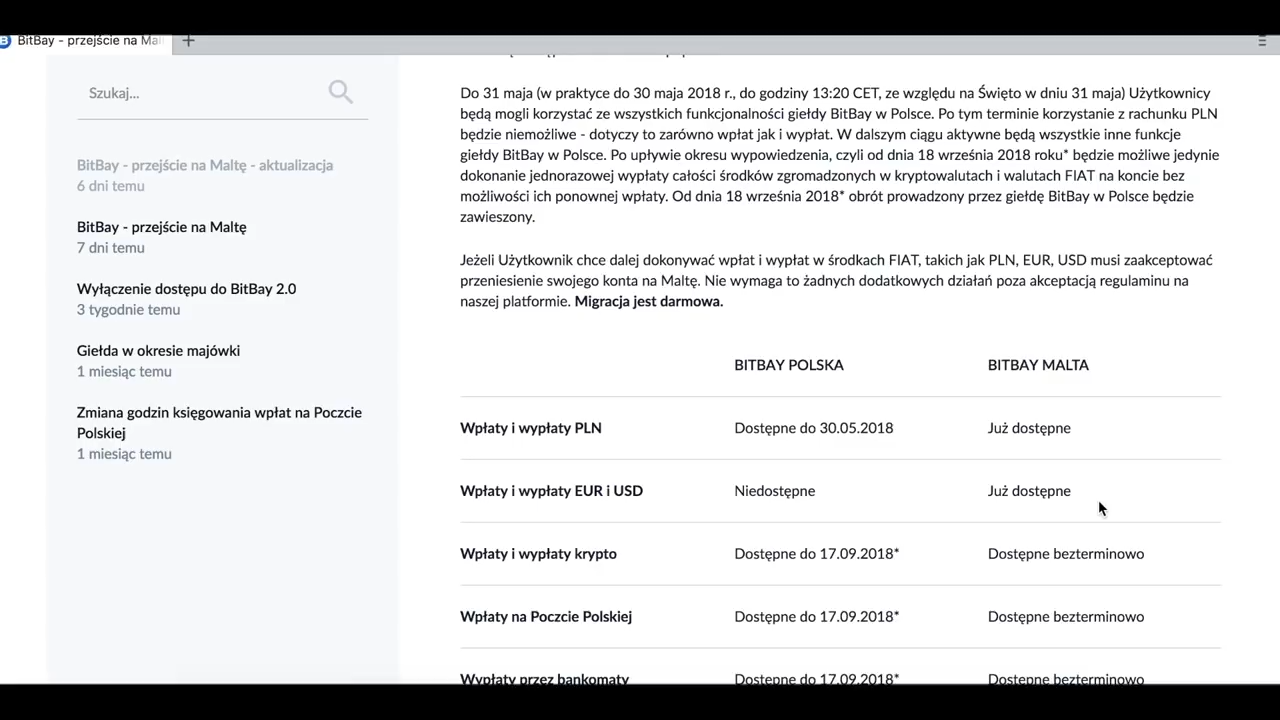 BitBay - przejście na Mal
Szukaj...
BitBay - przejście na Maltę - aktualizacja
6 dni temu
BitBay - przejście na Maltę
7 dni temu
Wyłączenie dostępu do BitBay 2.0
3 tygodnie temu
Giełda w okresie majówki
1 miesiąc temu
Zmiana godzin księgowania wpłat na Poczcie
Polskiej
1 miesiąc temu
Do 31 maja (w praktyce do 30 maja 2018 r., do godziny 13:20 CET, ze względu na Święto w dniu 31 maja) Użytkownicy
będą mogli korzystać ze wszystkich funkcjonalności giełdy BitBay w Polsce. Po tym terminie korzystanie z rachunku PLN
będzie niemożliwe - dotyczy to zarówno wpłat jak i wypłat. W dalszym ciągu aktywne będą wszystkie inne funkcje
giełdy BitBay w Polsce. Po upływie okresu wypowiedzenia, czyli od dnia 18 września 2018 roku* będzie możliwe jedynie
dokonanie jednorazowej wypłaty całości środków zgromadzonych w kryptowalutach i walutach FIAT na koncie bez
możliwości ich ponownej wpłaty. Od dnia 18 września 2018* obrót prowadzony przez giełdę BitBay w Polsce będzie
zawieszony.
Jeżeli Użytkownik chce dalej dokonywać wpłat i wypłat w środkach FIAT, takich jak PLN, EUR, USD musi zaakceptować
przeniesienie swojego konta na Maltę. Nie wymaga to żadnych dodatkowych działań poza akceptacją regulaminu na
naszej platformie. Migracja jest darmowa.
BITBAY POLSKA BITBAY MALTA
Wpłaty i wypłaty PLN Dostępne do 30.05.2018 Już dostępne
Wpłaty i wypłaty EUR i USD Niedostępne Już dostępne
Wpłaty i wypłaty krypto Dostępne do 17.09.2018* Dostępne bezterminowo
Wpłaty na Poczcie Polskiej Dostępne do 17.09.2018* Dostępne bezterminowo
Wypłaty przez bankomaty Dostępne do 17.09.2018* Dostępne bezterminowo